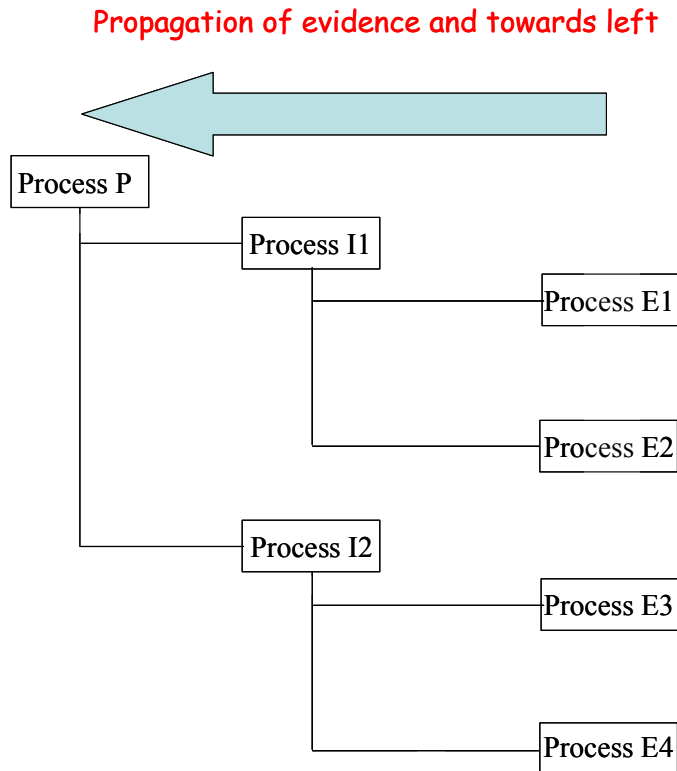 Propagation of evidence and towards left
Process P
Process I1
Process E1
Process E2
Process I2
Process E3
Process E4